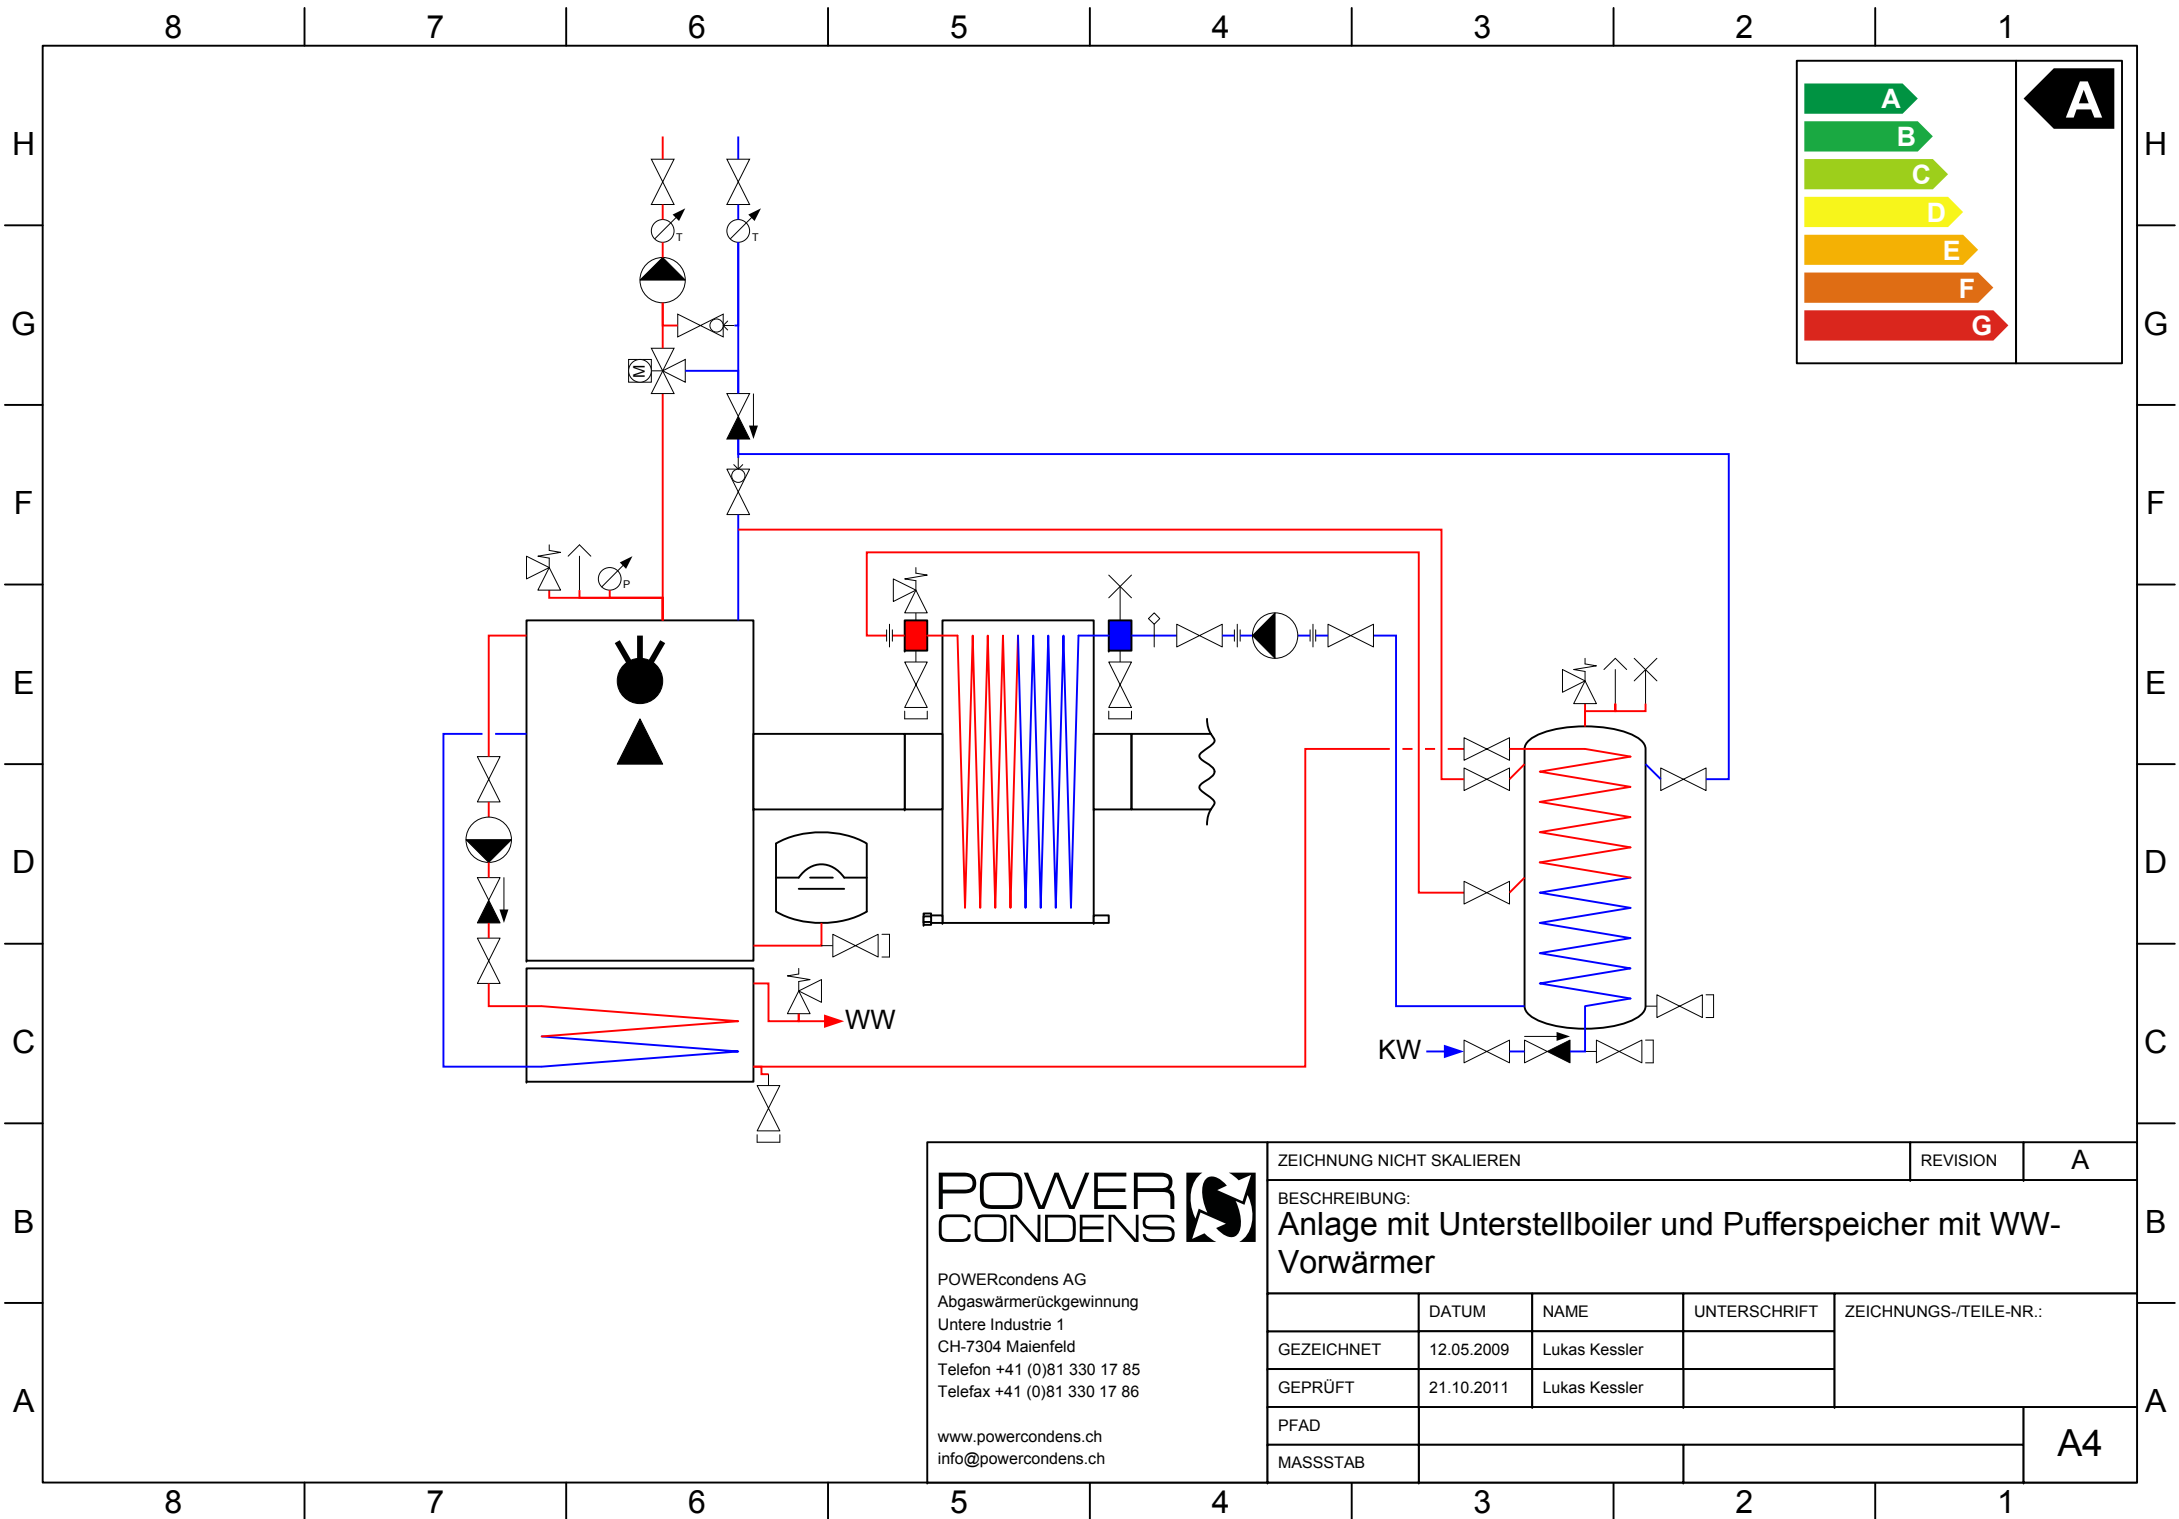 8 7 6 5 4 3 2 1
A
A
B
C
D
E
F
G
H H
G G
F F
E E
D D
C C
B B
A A
T T
M
P
WW
KW
POWER
CONDENS
POWERcondens AG
Abgaswärmerückgewinnung
Untere Industrie 1
CH-7304 Maienfeld
Telefon +41 (0)81 330 17 85
Telefax +41 (0)81 330 17 86
www.powercondens.ch
info@powercondens.ch
ZEICHNUNG NICHT SKALIEREN REVISION A
BESCHREIBUNG:
Anlage mit Unterstellboiler und Pufferspeicher mit WW-
Vorwärmer
DATUM NAME UNTERSCHRIFT ZEICHNUNGS-/TEILE-NR.:
GEZEICHNET 12.05.2009 Lukas Kessler
GEPRÜFT 21.10.2011 Lukas Kessler
PFAD
A4
MASSSTAB
8 7 6 5 4 3 2 1